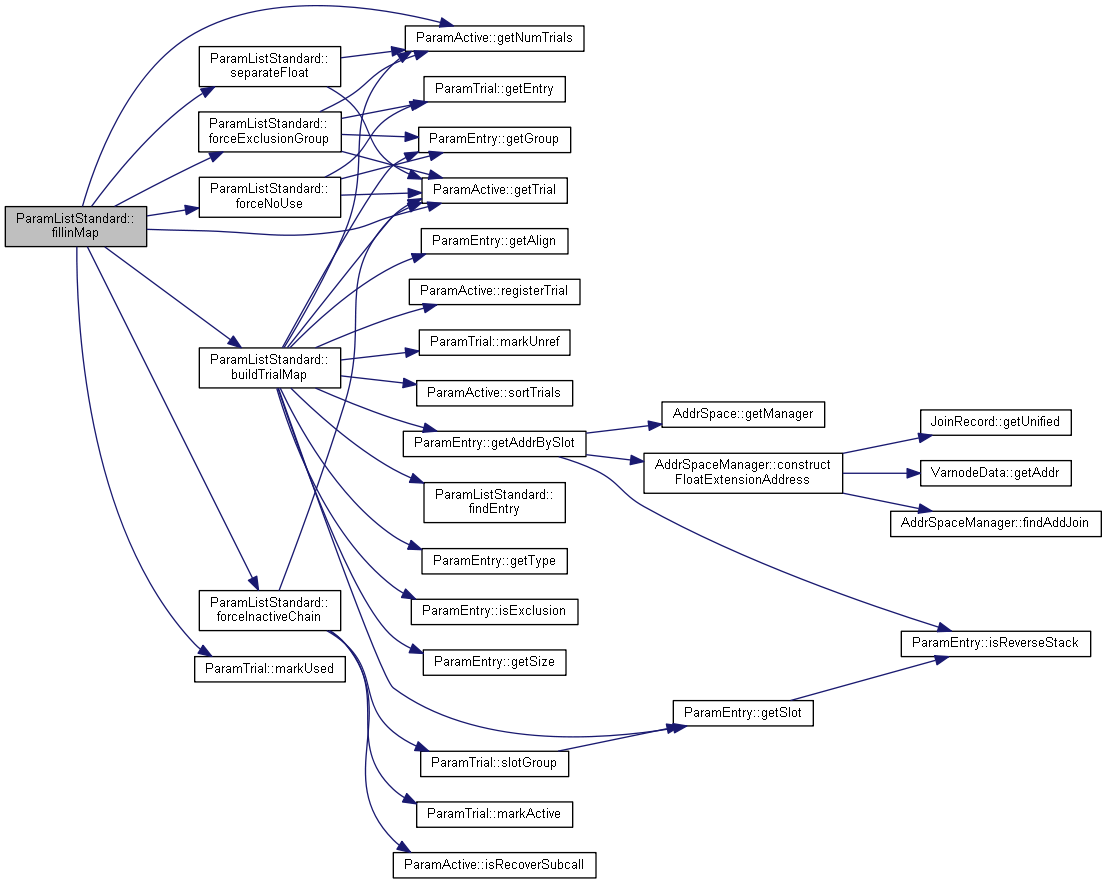 ParamListStandard::
fillinMap
ParamListStandard::
separateFloat
ParamListStandard::
forceExclusionGroup
ParamListStandard::
forceNoUse
ParamListStandard::
buildTrialMap
ParamListStandard::
forceInactiveChain
ParamTrial::markUsed
ParamActive::getNumTrials
ParamTrial::getEntry
ParamEntry::getGroup
ParamActive::getTrial
ParamEntry::getAlign
ParamActive::registerTrial
ParamTrial::markUnref
ParamActive::sortTrials
ParamEntry::getAddrBySlot
ParamListStandard::
findEntry
ParamEntry::getType
ParamEntry::isExclusion
ParamEntry::getSize
ParamTrial::slotGroup
ParamTrial::markActive
ParamActive::isRecoverSubcall
AddrSpace::getManager
AddrSpaceManager::construct
FloatExtensionAddress
ParamEntry::getSlot
JoinRecord::getUnified
VarnodeData::getAddr
AddrSpaceManager::findAddJoin
ParamEntry::isReverseStack